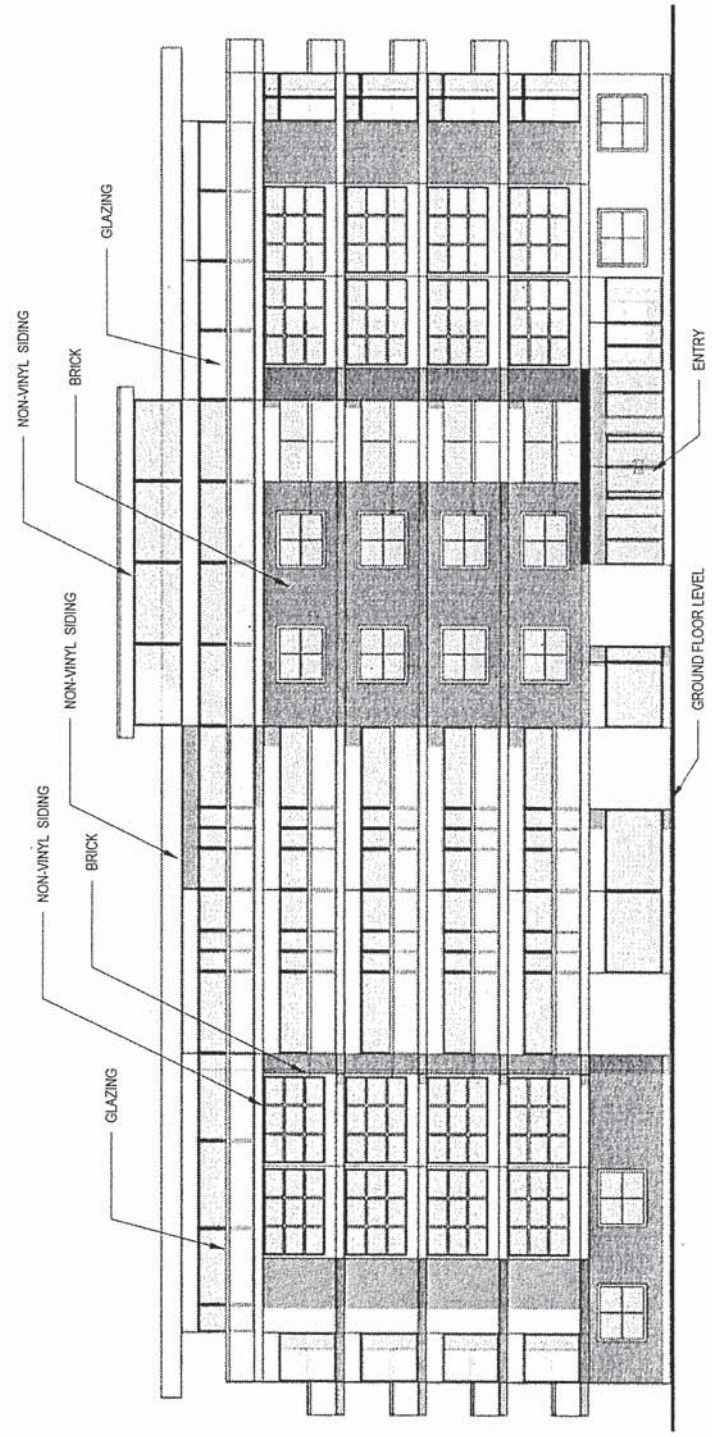 GLAZING
NON-VINYL SIDING
BRICK
NON-VINYL SIDING
NON-VINYL SIDING
BRICK
GLAZING
GROUND FLOOR LEVEL
ENTRY